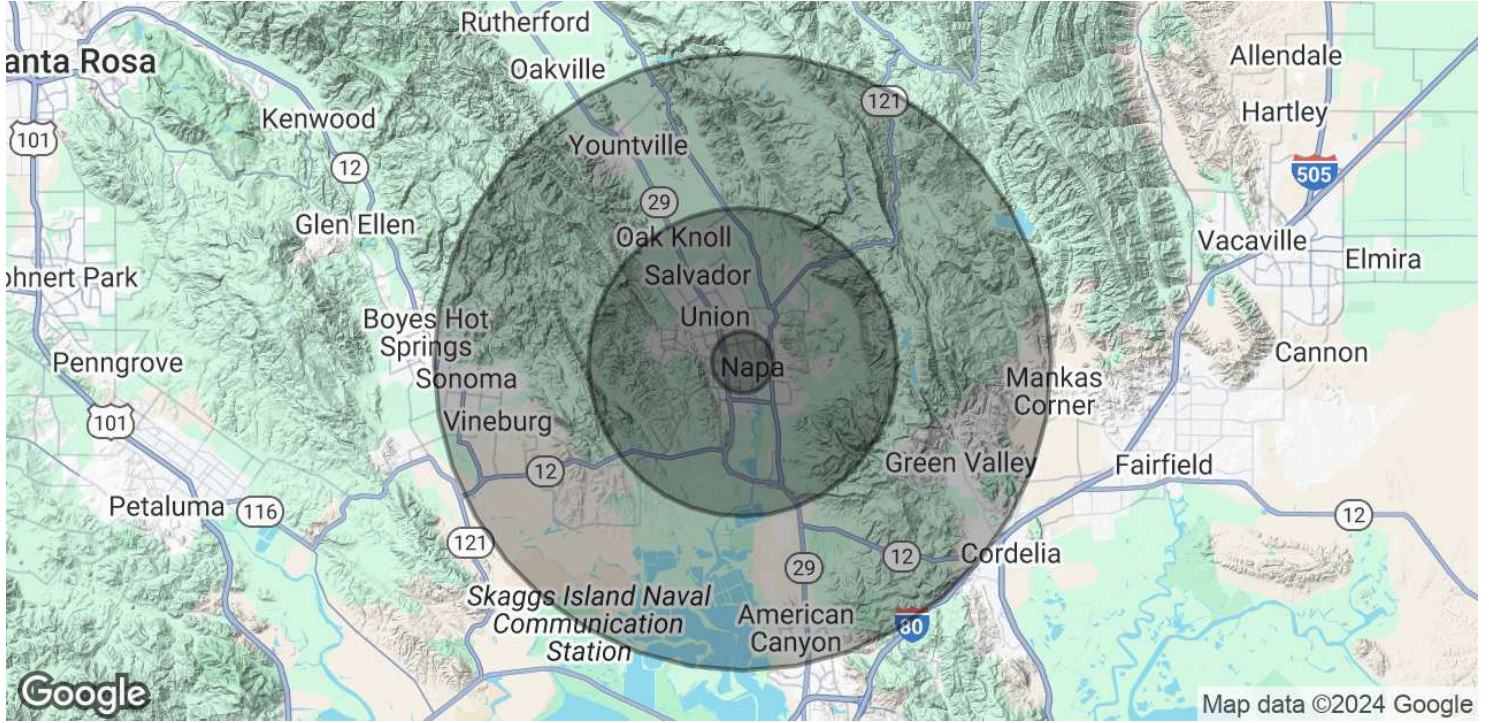 Rutherford
Allendale
anta Rosa
Oakville
121
Hartley
Kenwood
101
Yountville
12
505
29
Glen Ellen
Oak Knoll
Vacaville
Elmira
Salvador
ohnert Park
Union
Boyes Hot
Springs
Cannon
Penngrove
Napa
Sonoma
Mankas
Corner
101
Vineburg
12
Green Valley
Fairfield
Petaluma
116
12
121
12
Cordelia
29
Skaggs Island Naval
Communication
Station
American
Canyon
80
Google
Map data ©2024 Google